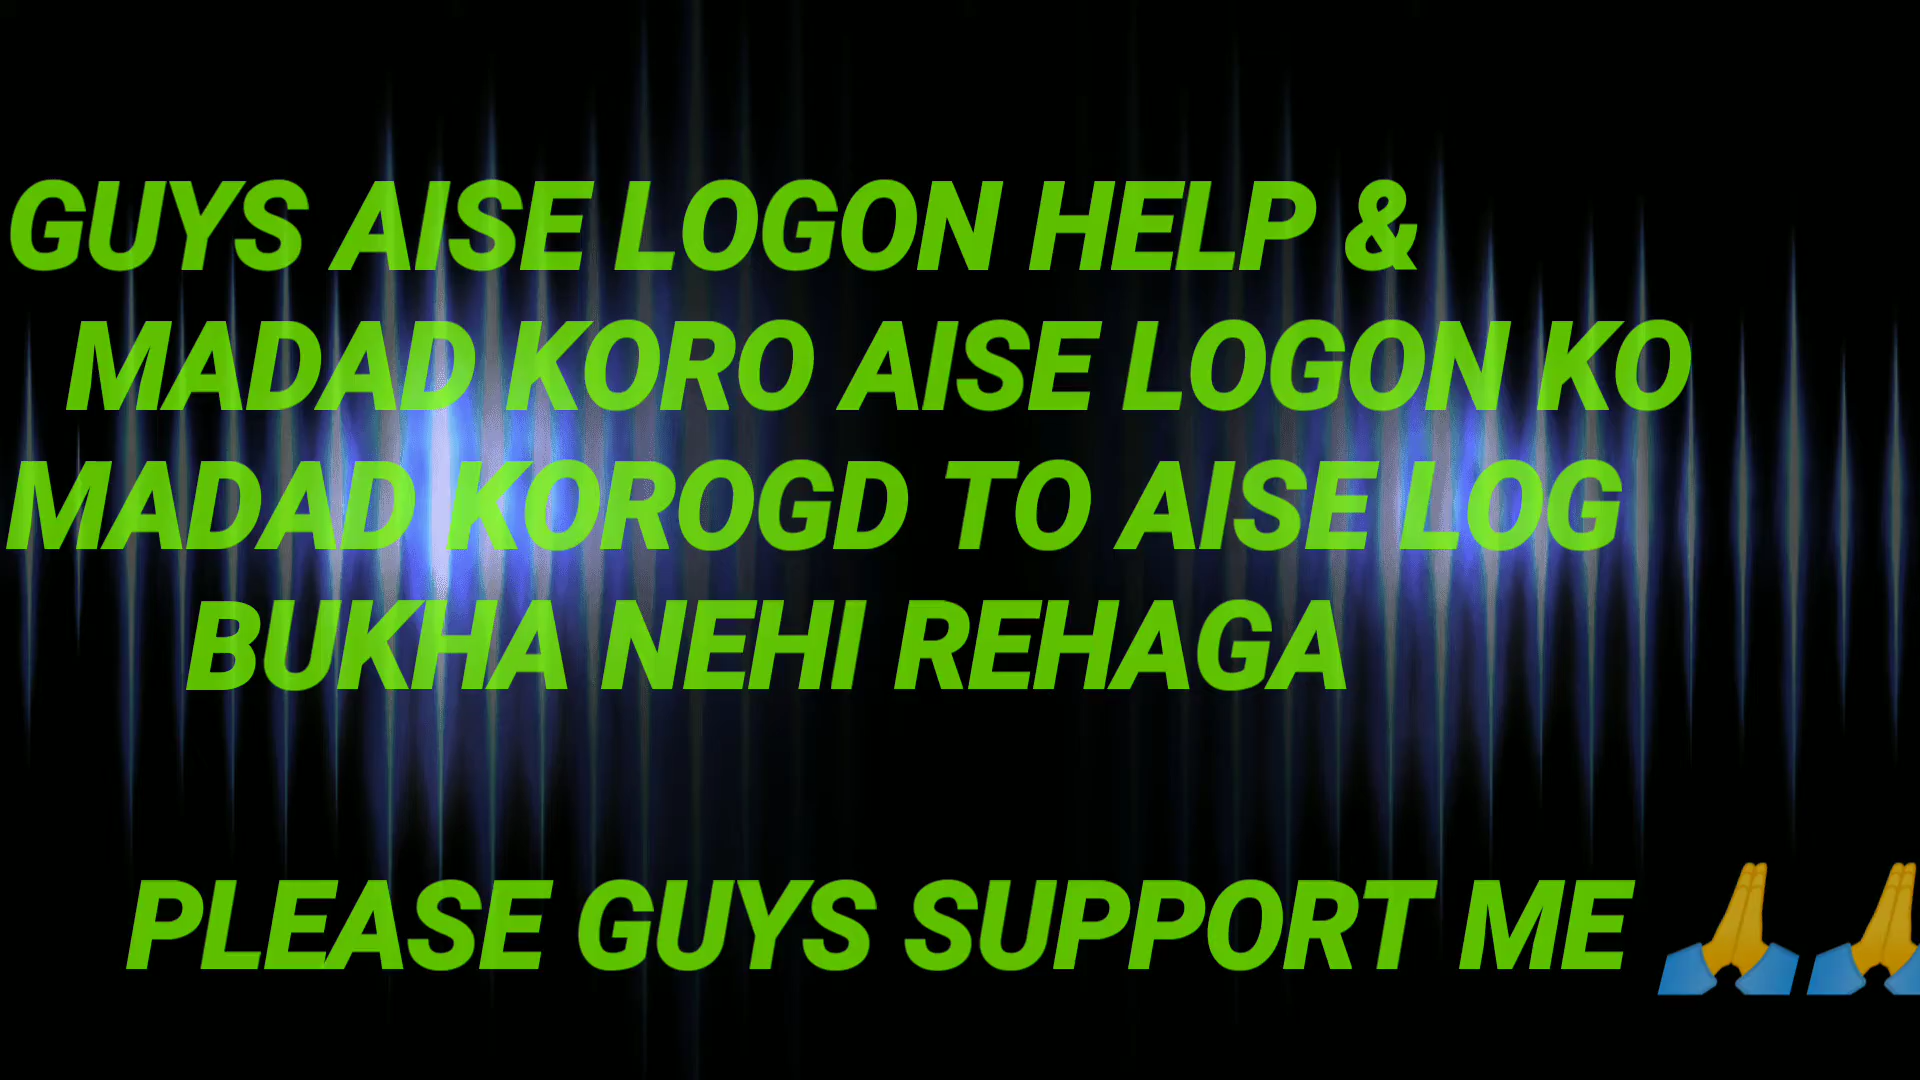 GUYS AISE LOGON HELP &
MADAD KORO AISE LOGON KO
MADAD KOROGD TO AISE LOG
BUKHA NEHI REHAGA
PLEASE GUYS SUPPORT ME 🙏🙏